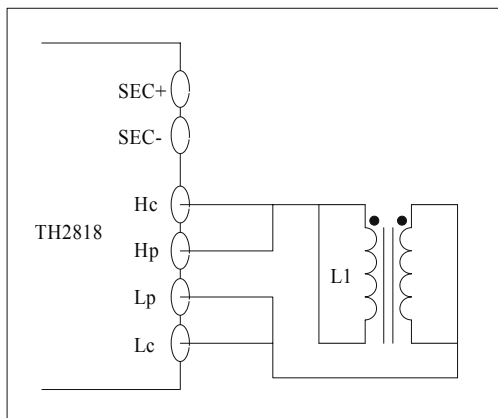 SEC+
SEC-
Hc
TH2818
Hp
L1
Lp
Lc